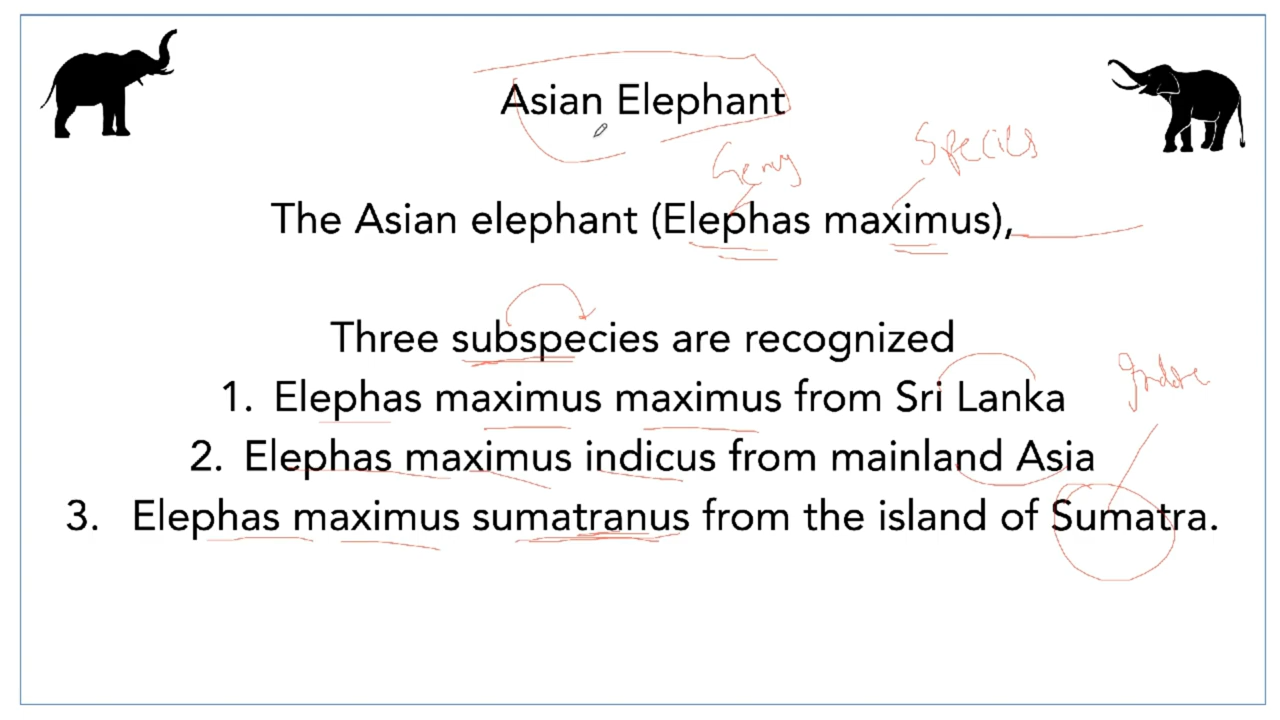 Asian Elephant
Genus
Species
The Asian elephant (Elephas maximus),
Three subspecies are recognized
1. Elephas maximus maximus from Sri Lanka
2. Elephas maximus indicus from mainland Asia
3. Elephas maximus sumatranus from the island of Sumatra.